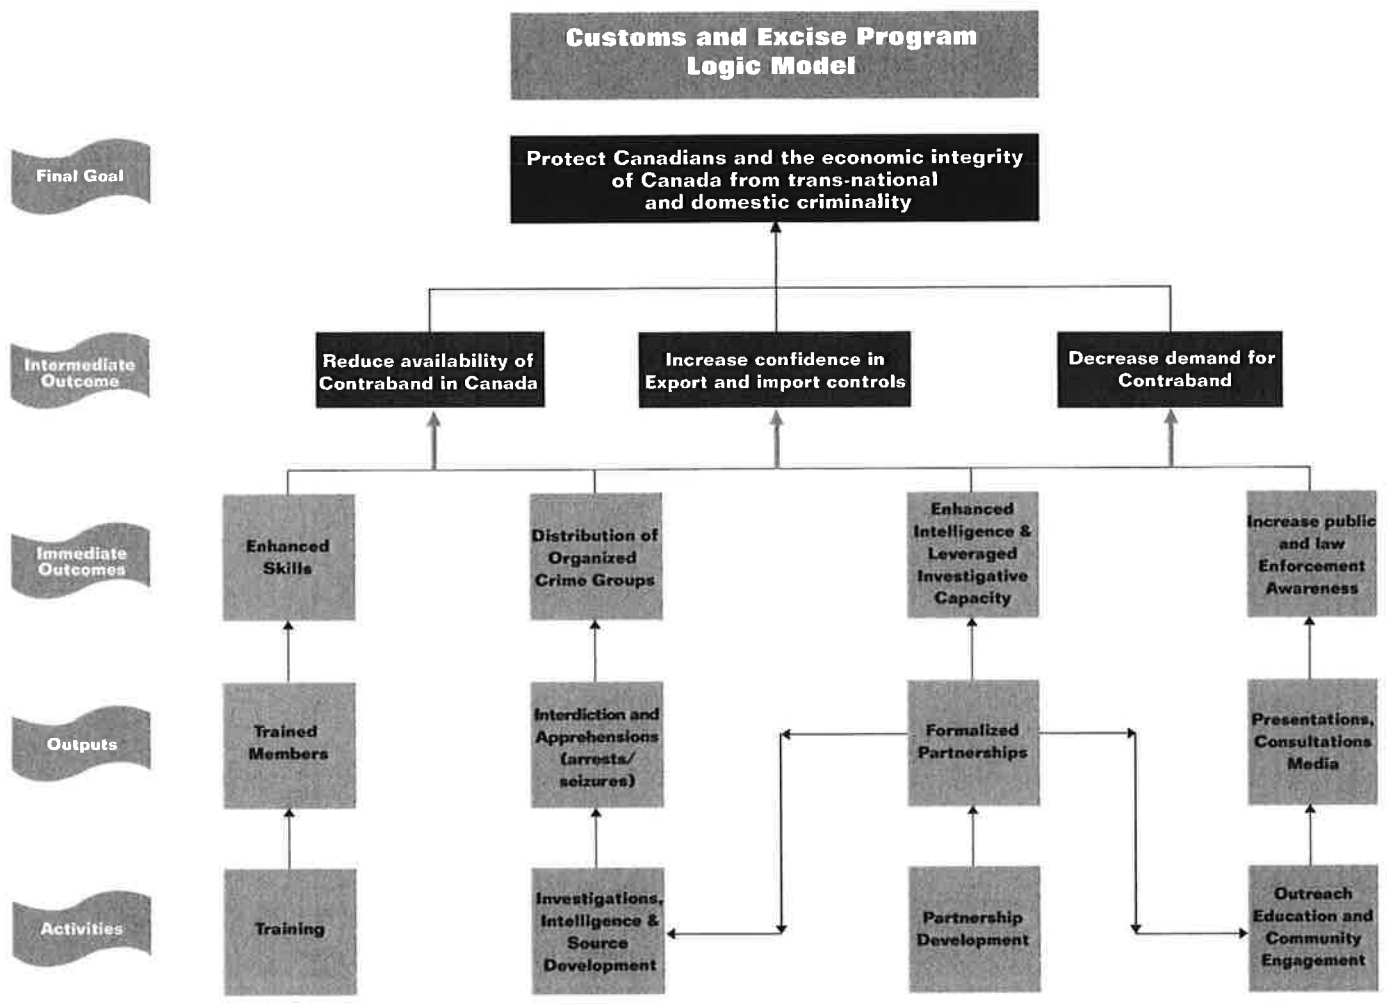 Customs and Excise Program
Logic Model
Final Goal
Protect Canadians and the economic integrity
of Canada from trans-national
and domestic criminality
Intermediate
Outcome
Reduce availability of
Contraband in Canada
Increase confidence in
Export and import controls
Decrease demand for
Contraband
Immediate
Outcomes
Enhanced
Skills
Distribution of
Organized
Crime Groups
Enhanced
Intelligence &
Leveraged
Investigative
Capacity
Increase public
and law
Enforcement
Awareness
Outputs
Trained
Members
Interdiction and
Apprehensions
(arrests/
seizures)
Formalized
Partnerships
Presentations,
Consultations
Media
Activities
Training
Investigations,
Intelligence &
Source
Development
Partnership
Development
Outreach
Education and
Community
Engagement